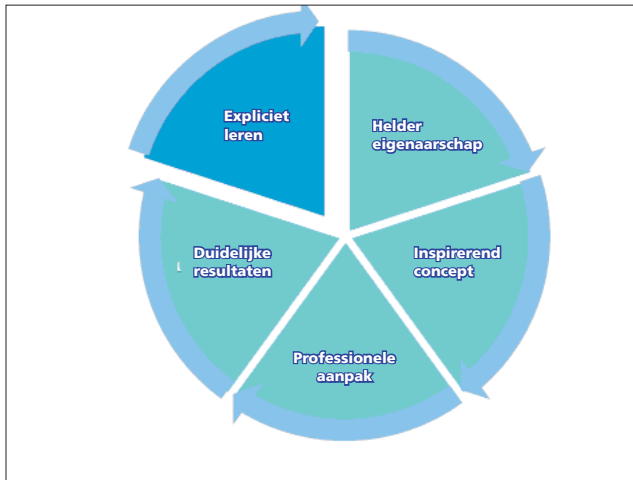 Expliciet
leren
Helder
eigenaarschap
Duidelijke
resultaten
Inspirerend
concept
Professionele
aanpak